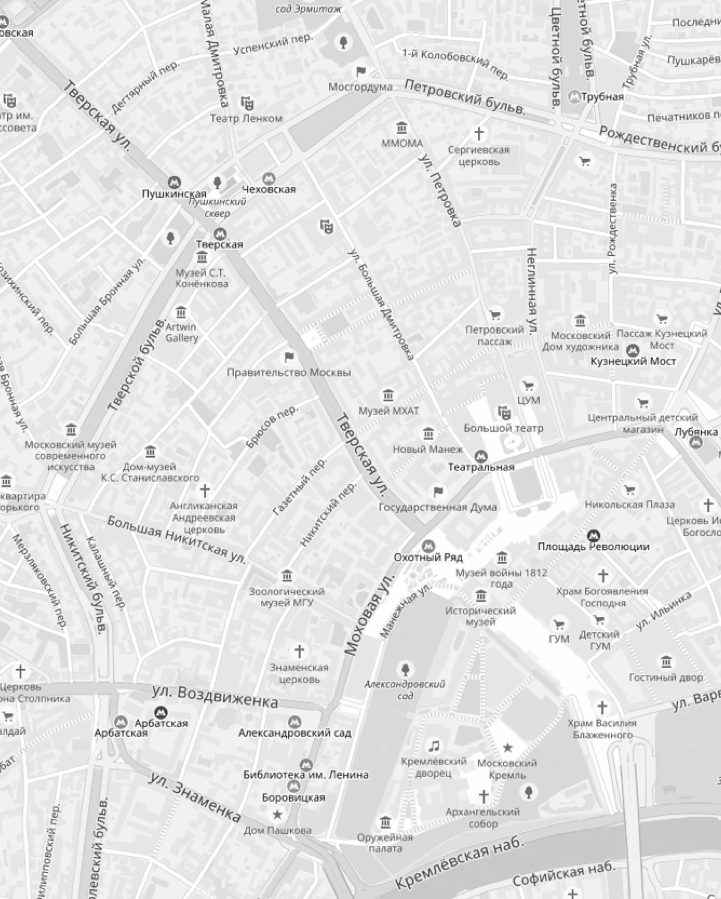 сад Эрмитаж
Малая Дмитровка
Успенский пер.
1-й Колобовский пер.
Цветной бульв.
Трубная ул.
Дегтярный пер.
Мосгордума
Петровский бульв.
Трубная
Тверская ул.
Театр Ленком
ММОМА
Сергиевская
церковь
ул. Петровка
Пушкинская
Пушкинский
сквер
Чеховская
Тверская
Музей С.Т.
Конёнкова
ул. Рождественка
Большая Бронная ул.
ул. Большая Дмитровка
Неглинная ул.
Artwin
Gallery
Тверской бульв.
Петровский
пассаж
Московский
Дом художника
Пассаж Кузнецкий
Мост
Кузнецкий Мост
Правительство Москвы
Музей МХАТ
ЦУМ
Брюсов пер.
Большой театр
Центральный детский
магазин
Лубянка
Тверская ул.
Новый Манеж
Театральная
Московский музей
современного
искусства
Дом-музей
К.С. Станиславского
Газетный пер.
Никитский пер.
Англиканская
Андреевская
церковь
Государственная Дума
Никольская Плаза
Большая Никитская ул.
Никитский бульв.
Калашный пер.
Мерзляковский пер.
Охотный Ряд
Площадь Революции
Музей войны 1812
года
Храм Богоявления
Господня
Зоологический
музей МГУ
Моховая ул.
Манежная ул.
Исторический
музей
ул. Ильинка
ГУМ
Детский
ГУМ
Знаменская
церковь
Александровский
сад
Гостиный двор
Церковь
ул. Воздвиженка
Арбатская
Арбатская
Александровский сад
Храм Василия
Блаженного
Кремлёвский
дворец
Московский
Кремль
Библиотека им. Ленина
Боровицкая
ул. Знаменка
Дом Пашкова
Архангельский
собор
Оружейная
палата
Кремлёвская наб.
Софийская наб.